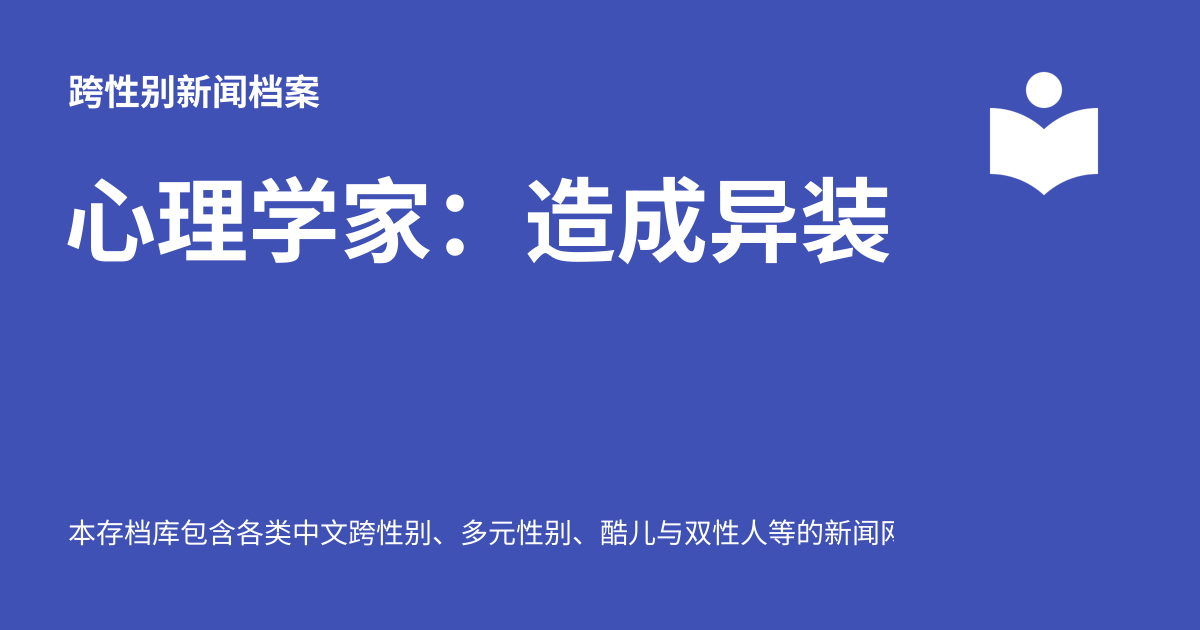 跨性别新闻档案
心理学家：造成异装
本存档库包含各类中文跨性别、多元性别、酷儿与双性人等的新闻